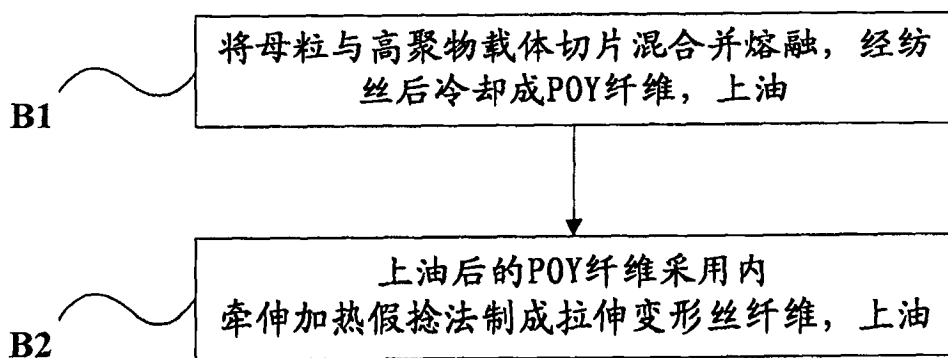 将母粒与高聚物载体切片混合并熔融，经纺
丝后冷却成POY纤维，上油
B1
上油后的POY纤维采用内
牵伸加热假捻法制成拉伸变形丝纤维，上油
B2